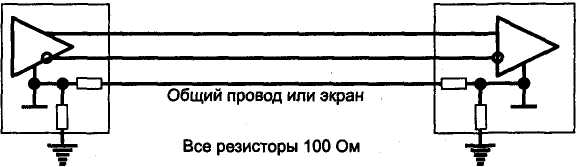 Общий провод или экран
Все резисторы 100 Ом